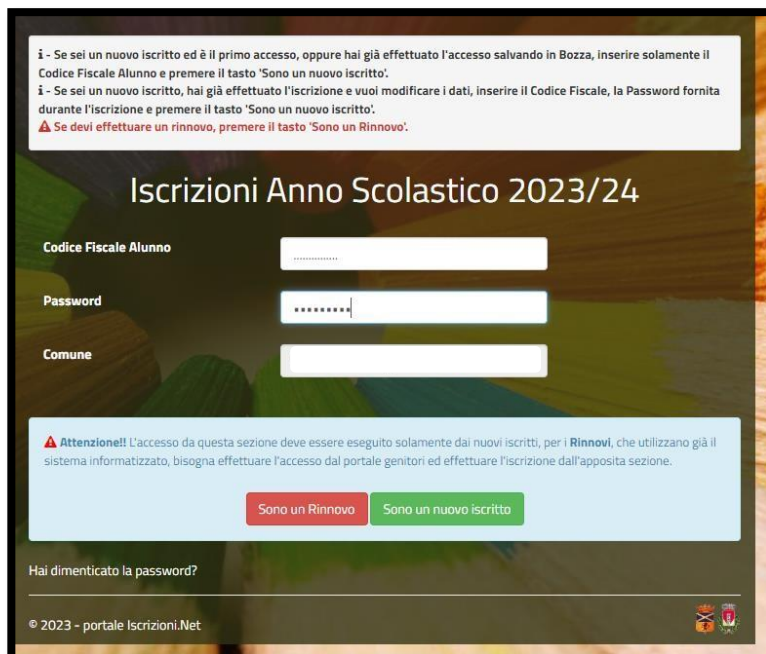 i - Se sei un nuovo iscritto ed è il primo accesso, oppure hai già effettuato l'accesso salvando in Bozza, inserire solamente il
Codice Fiscale Alunno e premere il tasto 'Sono un nuovo iscritto'.
i - Se sei un nuovo iscritto, hai già effettuato l'iscrizione e vuoi modificare i dati, inserire il Codice Fiscale, la Password fornita
durante l'iscrizione e premere il tasto 'Sono un nuovo iscritto'.
Se devi effettuare un rinnovo, premere il tasto 'Sono un Rinnovo'.
Iscrizioni Anno Scolastico 2023/24
Codice Fiscale Alunno
Password
Comune
Attenzione!! L'accesso da questa sezione deve essere eseguito solamente dai nuovi iscritti, per i Rinnovi, che utilizzano già il
sistema informatizzato, bisogna effettuare l'accesso dal portale genitori ed effettuare l'iscrizione dall'apposita sezione.
Sono un Rinnovo Sono un nuovo iscritto
Hai dimenticato la password?
© 2023 - portale Iscrizioni.Net